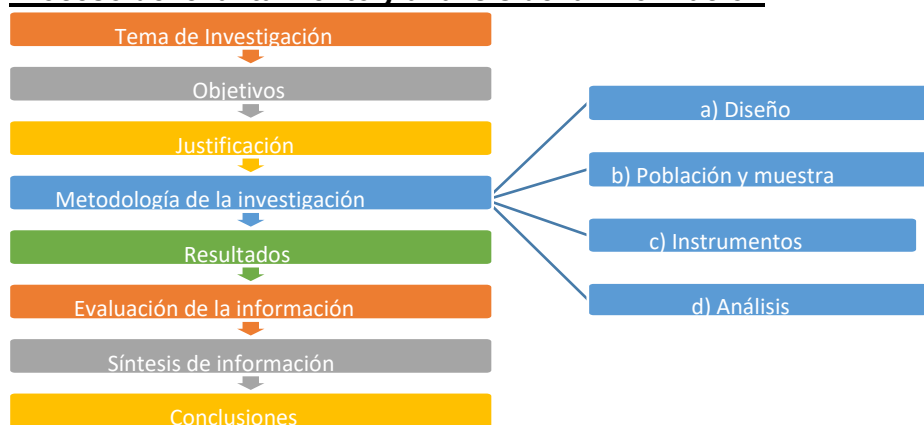 Tema de Investigación
Objetivos
Justificación
Metodología de la investigación
Resultados
Evaluación de la información
Síntesis de información
Conclusiones
a) Diseño
b) Población y muestra
c) Instrumentos
d) Análisis